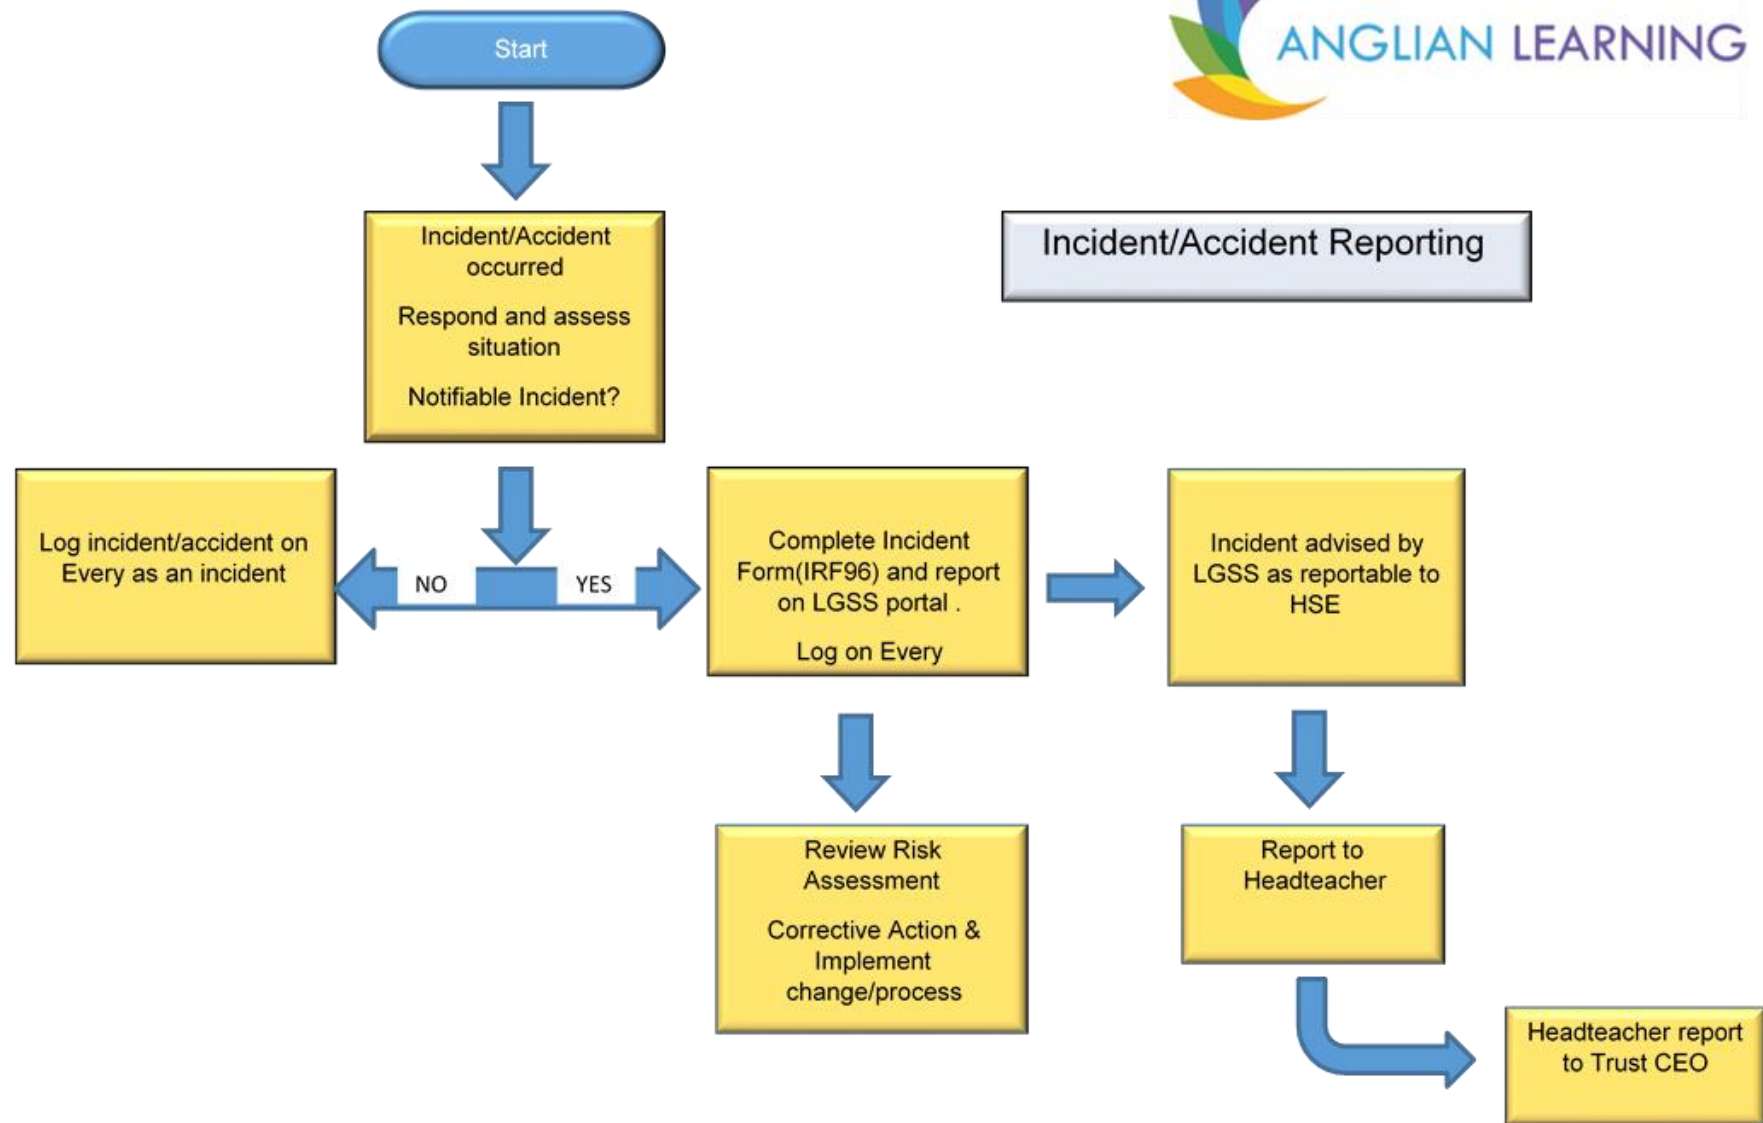 Start
ANGLIAN LEARNING
Incident/Accident
occurred
Respond and assess
situation
Notifiable Incident?
Incident/Accident Reporting
Log incident/accident on
Every as an incident
NO
YES
Complete Incident
Form(IRF96) and report
on LGSS portal .
Log on Every
Incident advised by
LGSS as reportable to
HSE
Review Risk
Assessment
Corrective Action &
Implement
change/process
Report to
Headteacher
Headteacher report
to Trust CEO